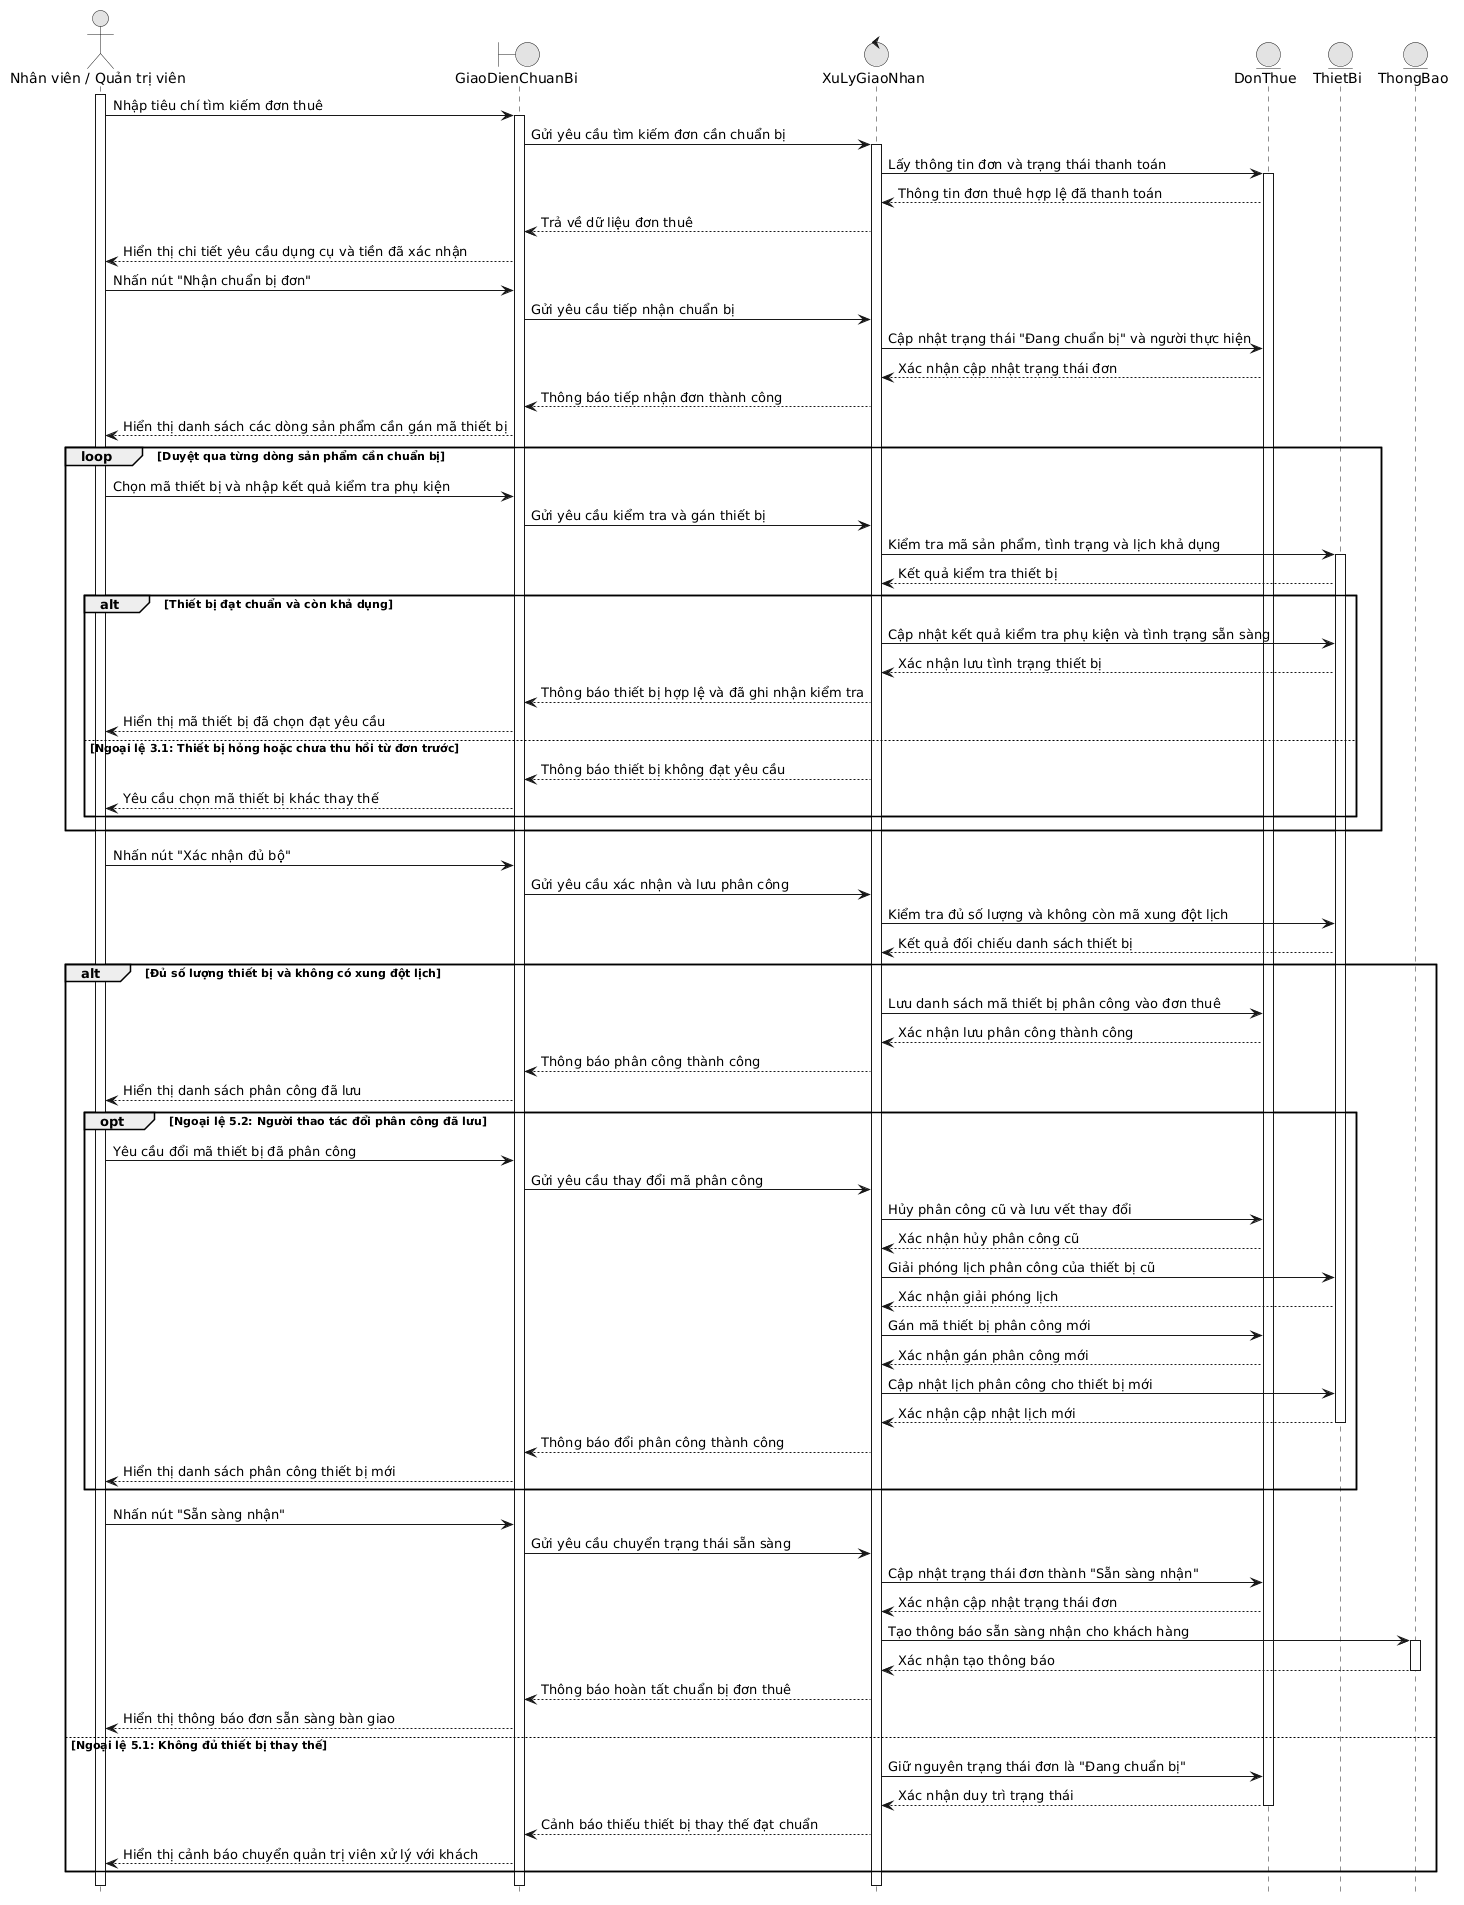 Nhân viên / Quản trị viên
GiaoDienChuanBi
XuLyGiaoNhan
DonThue
ThietBi
ThongBao
Nhập tiêu chí tìm kiếm đơn thuê
Gửi yêu cầu tìm kiếm đơn cần chuẩn bị
Lấy thông tin đơn và trạng thái thanh toán
Thông tin đơn thuê hợp lệ đã thanh toán
Trả về dữ liệu đơn thuê
Hiển thị chi tiết yêu cầu dụng cụ và tiền đã xác nhận
Nhấn nút "Nhận chuẩn bị đơn"
Gửi yêu cầu tiếp nhận chuẩn bị
Cập nhật trạng thái "Đang chuẩn bị" và người thực hiện
Xác nhận cập nhật trạng thái đơn
Thông báo tiếp nhận đơn thành công
Hiển thị danh sách các dòng sản phẩm cần gán mã thiết bị
loop [Duyệt qua từng dòng sản phẩm cần chuẩn bị]
Chọn mã thiết bị và nhập kết quả kiểm tra phụ kiện
Gửi yêu cầu kiểm tra và gán thiết bị
Kiểm tra mã sản phẩm, tình trạng và lịch khả dụng
Kết quả kiểm tra thiết bị
alt [Thiết bị đạt chuẩn và còn khả dụng]
Cập nhật kết quả kiểm tra phụ kiện và tình trạng sẵn sàng
Xác nhận lưu tình trạng thiết bị
Thông báo thiết bị hợp lệ và đã ghi nhận kiểm tra
Hiển thị mã thiết bị đã chọn đạt yêu cầu
[Ngoại lệ 3.1: Thiết bị hỏng hoặc chưa thu hồi từ đơn trước]
Thông báo thiết bị không đạt yêu cầu
Yêu cầu chọn mã thiết bị khác thay thế
Nhấn nút "Xác nhận đủ bộ"
Gửi yêu cầu xác nhận và lưu phân công
Kiểm tra đủ số lượng và không còn mã xung đột lịch
Kết quả đối chiếu danh sách thiết bị
alt [Đủ số lượng thiết bị và không có xung đột lịch]
Lưu danh sách mã thiết bị phân công vào đơn thuê
Xác nhận lưu phân công thành công
Thông báo phân công thành công
Hiển thị danh sách phân công đã lưu
opt [Ngoại lệ 5.2: Người thao tác đổi phân công đã lưu]
Yêu cầu đổi mã thiết bị đã phân công
Gửi yêu cầu thay đổi mã phân công
Hủy phân công cũ và lưu vết thay đổi
Xác nhận hủy phân công cũ
Giải phóng lịch phân công của thiết bị cũ
Xác nhận giải phóng lịch
Gán mã thiết bị phân công mới
Xác nhận gán phân công mới
Cập nhật lịch phân công cho thiết bị mới
Xác nhận cập nhật lịch mới
Thông báo đổi phân công thành công
Hiển thị danh sách phân công thiết bị mới
Nhấn nút "Sẵn sàng nhận"
Gửi yêu cầu chuyển trạng thái sẵn sàng
Cập nhật trạng thái đơn thành "Sẵn sàng nhận"
Xác nhận cập nhật trạng thái đơn
Tạo thông báo sẵn sàng nhận cho khách hàng
Xác nhận tạo thông báo
Thông báo hoàn tất chuẩn bị đơn thuê
Hiển thị thông báo đơn sẵn sàng bàn giao
[Ngoại lệ 5.1: Không đủ thiết bị thay thế]
Giữ nguyên trạng thái đơn là "Đang chuẩn bị"
Xác nhận duy trì trạng thái
Cảnh báo thiếu thiết bị thay thế đạt chuẩn
Hiển thị cảnh báo chuyển quản trị viên xử lý với khách